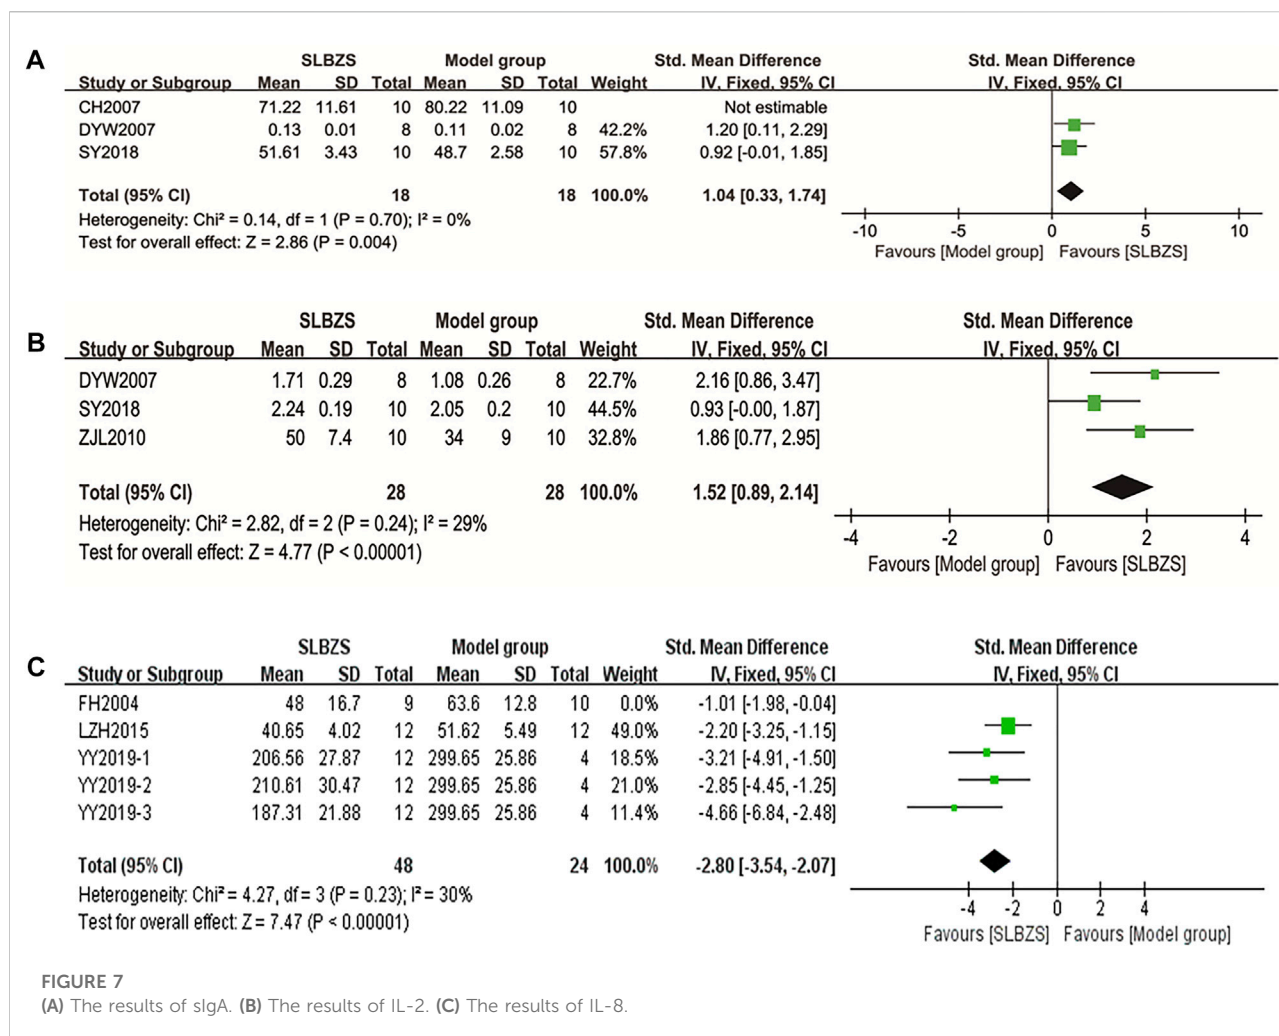 A
SLBZS Model group Std. Mean Difference Std. Mean Difference
Study or Subgroup Mean SD Total Mean SD Total Weight IV, Fixed, 95% CI IV, Fixed, 95% CI
CH2007 71.22 11.61 10 80.22 11.09 10 Not estimable
DYW2007 0.13 0.01 8 0.11 0.02 8 42.2% 1.20 [0.11, 2.29]
SY2018 51.61 3.43 10 48.7 2.58 10 57.8% 0.92 [-0.01, 1.85]
Total (95% CI) 18 18 100.0% 1.04 [0.33, 1.74]
Heterogeneity: Chi² = 0.14, df = 1 (P = 0.70); I² = 0%
Test for overall effect: Z = 2.86 (P = 0.004)
-10 -5 0 5 10
Favours [Model group] Favours [SLBZS]
B
SLBZS Model group Std. Mean Difference Std. Mean Difference
Study or Subgroup Mean SD Total Mean SD Total Weight IV, Fixed, 95% CI IV, Fixed, 95% CI
DYW2007 1.71 0.29 8 1.08 0.26 8 22.7% 2.16 [0.86, 3.47]
SY2018 2.24 0.19 10 2.05 0.2 10 44.5% 0.93 [-0.00, 1.87]
ZJL2010 50 7.4 10 34 9 10 32.8% 1.86 [0.77, 2.95]
Total (95% CI) 28 28 100.0% 1.52 [0.89, 2.14]
Heterogeneity: Chi² = 2.82, df = 2 (P = 0.24); I² = 29%
Test for overall effect: Z = 4.77 (P < 0.00001)
-4 -2 0 2 4
Favours [Model group] Favours [SLBZS]
C
SLBZS Model group Std. Mean Difference Std. Mean Difference
Study or Subgroup Mean SD Total Mean SD Total Weight IV, Fixed, 95% CI IV, Fixed, 95% CI
FH2004 48 16.7 9 63.6 12.8 10 0.0% -1.01 [-1.98, -0.04]
LZH2015 40.65 4.02 12 51.62 5.49 12 49.0% -2.20 [-3.25, -1.15]
YY2019-1 206.56 27.87 12 299.65 25.86 4 18.5% -3.21 [-4.91, -1.50]
YY2019-2 210.61 30.47 12 299.65 25.86 4 21.0% -2.85 [-4.45, -1.25]
YY2019-3 187.31 21.88 12 299.65 25.86 4 11.4% -4.66 [-6.84, -2.48]
Total (95% CI) 48 24 100.0% -2.80 [-3.54, -2.07]
Heterogeneity: Chi² = 4.27, df = 3 (P = 0.23); I² = 30%
Test for overall effect: Z = 7.47 (P < 0.00001)
-4 -2 0 2 4
Favours [SLBZS] Favours [Model group]
FIGURE 7
(A) The results of sIgA. (B) The results of IL-2. (C) The results of IL-8.